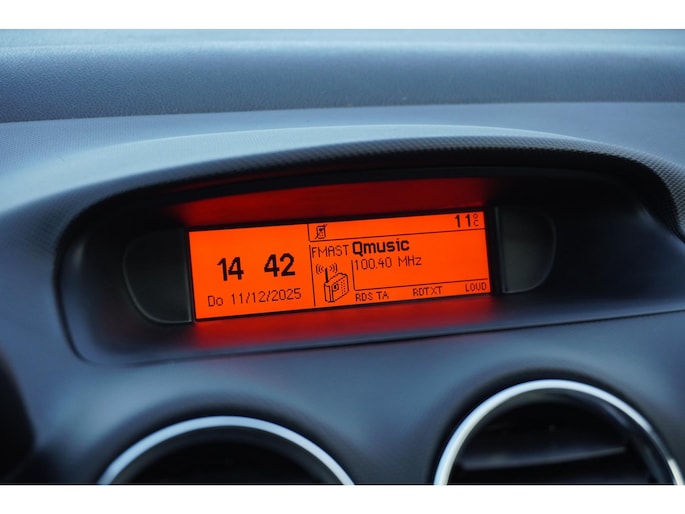 11°C
14 42
FMAST Qmusic
100.40 MHz
Do 11/12/2025
RDS TA RDTXT LOUD